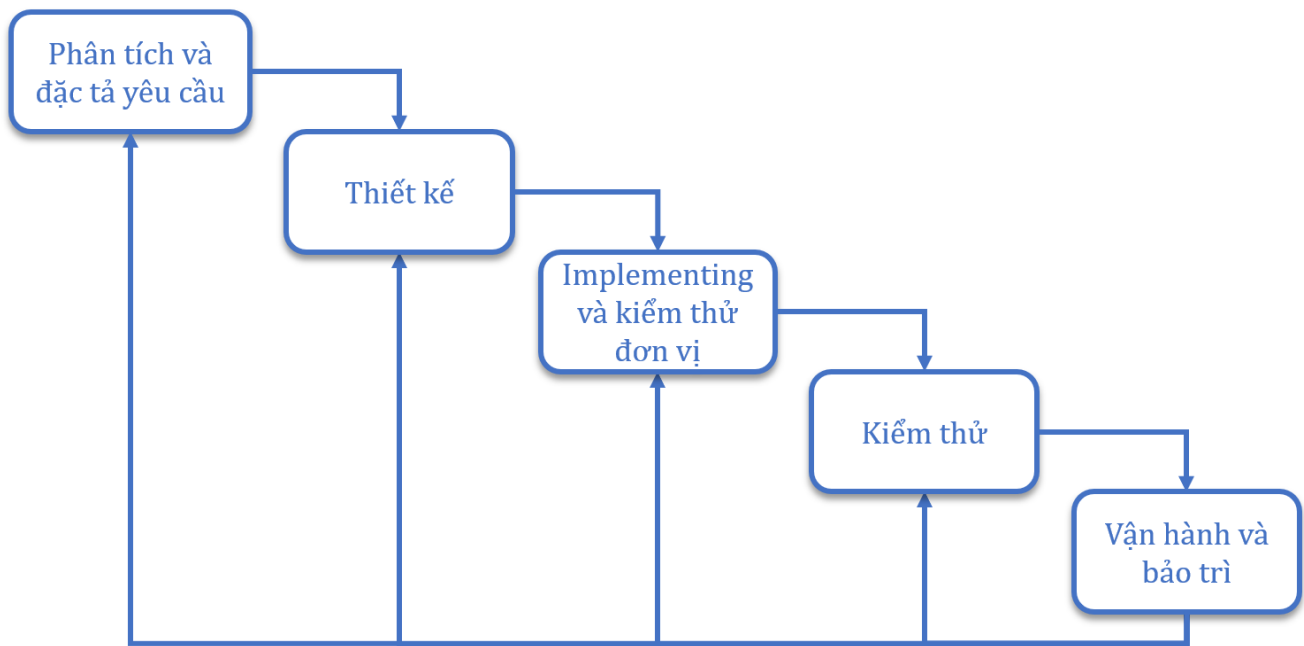 Phân tích và
đặc tả yêu cầu
Thiết kế
Implementing
và kiểm thử
đơn vị
Kiểm thử
Vận hành và
bảo trì